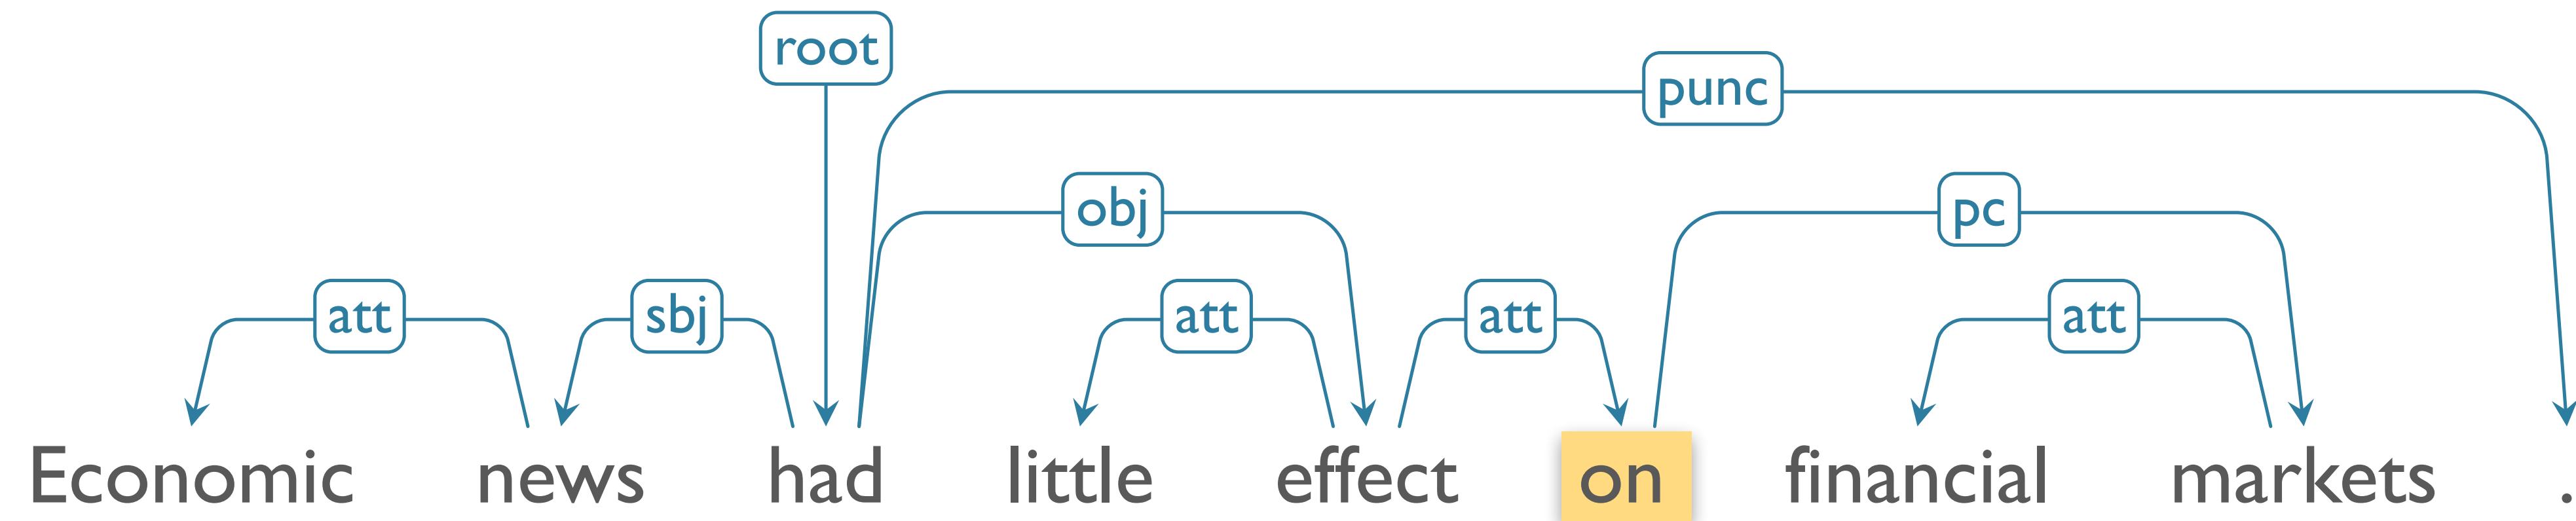 root
punc
obj pc
att sbj att att att
Economic news had little effect on financial markets .